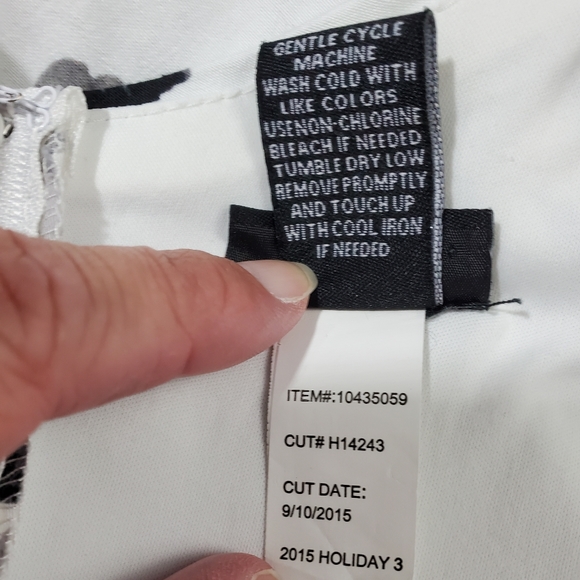 GENTLE CYCLE
MACHINE
WASH COLD WITH
LIKE COLORS
USENON-CHLORINE
BLEACH IF NEEDED
TUMBLE DRY LOW
REMOVE PROMPTLY
AND TOUCH UP
WITH COOL IRON
IF NEEDED
ITEM#:10435059
CUT# H14243
CUT DATE:
9/10/2015
2015 HOLIDAY 3